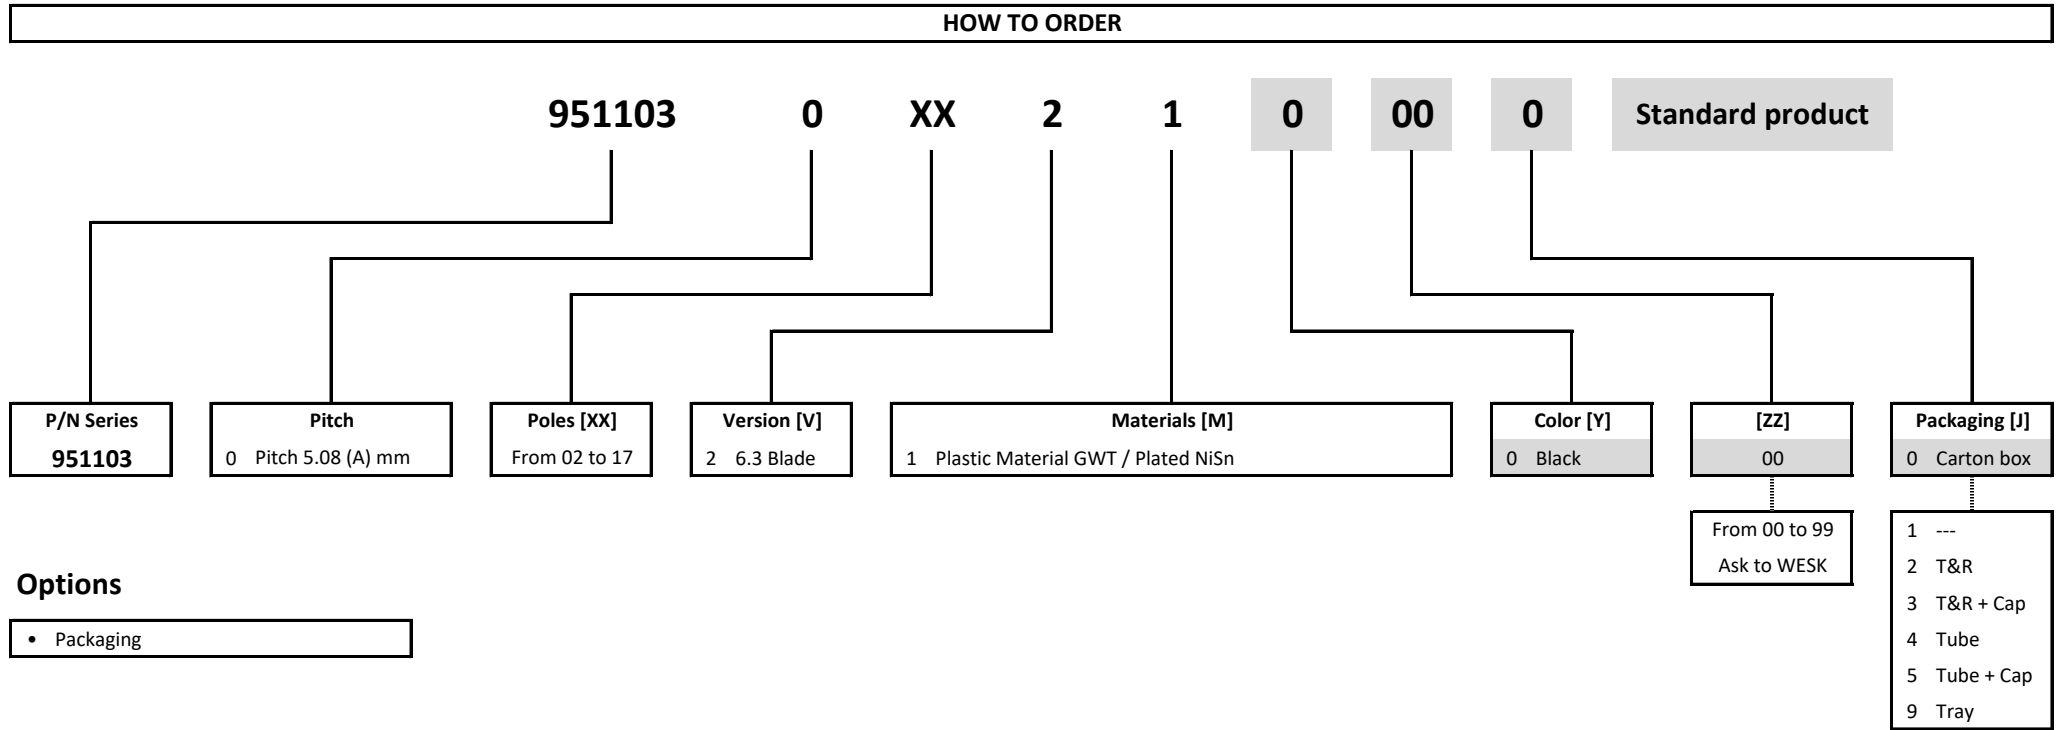 HOW TO ORDER
951103 0 XX 2 1 0 00 0 Standard product
P/N Series Pitch Poles [XX] Version [V] Materials [M] Color [Y] [ZZ] Packaging [J]
951103 0 Pitch 5.08 (A) mm From 02 to 17 2 6.3 Blade 1 Plastic Material GWT / Plated NiSn 0 Black 00 0 Carton box
From 00 to 99 1 ---
Ask to WESK 2 T&R
Options
3 T&R + Cap
• Packaging 4 Tube
5 Tube + Cap
9 Tray